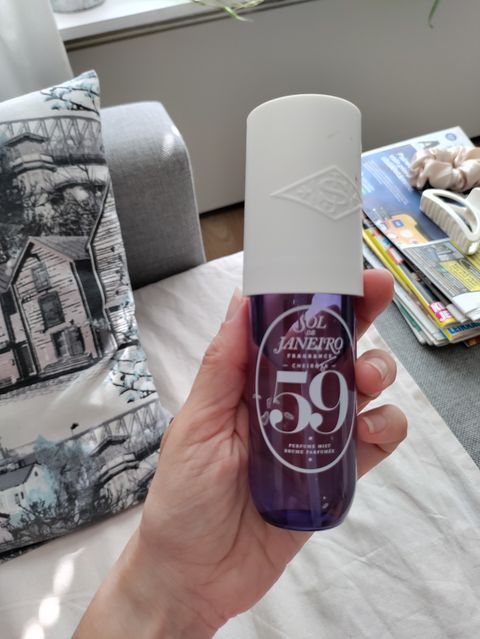 SOL
DE
JANEIRO
FRAGRANCE
CHEIROSA
59
PERFUME MIST
BRUME PARFUMÉE